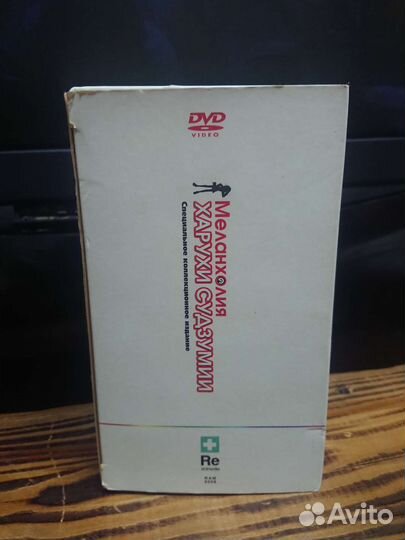 DVD
VIDEO
Меланхолия
ХАРУХИ СУДЗУМИИ
Специальное коллекционное издание
Re
Avito